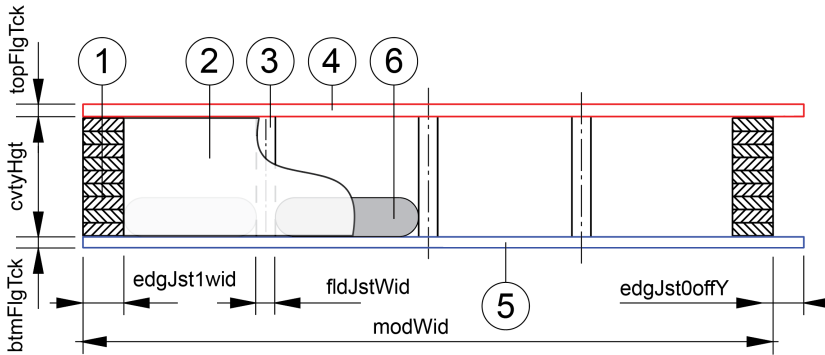 topFlgTck
1
2
3
4
6
cvtyHgt
btmFlgTck
edgJst1wid
fldJstWid
5
edgJst0offY
modWid